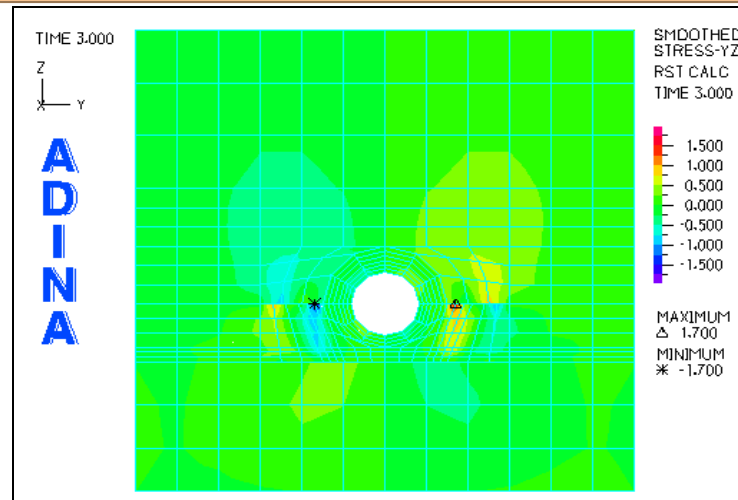 TIME 3.000
Z
X Y
ADINA
SMOOTHED
STRESS-YZ
RST CALC
TIME 3.000
1.500
1.000
0.500
0.000
-0.500
-1.000
-1.500
MAXIMUM
△ 1.700
MINIMUM
✳ -1.700